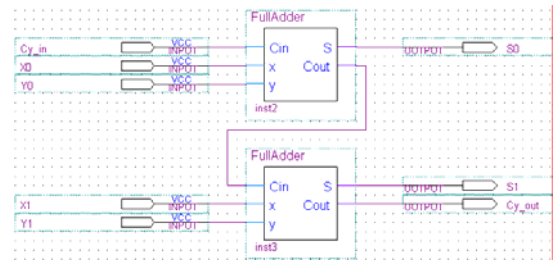 FullAdder
Cy_in VCC INPUT Cin S OUTPUT S0
X0 VCC INPUT x Cout
Y0 VCC INPUT y
inst2
FullAdder
Cin S OUTPUT S1
X1 VCC INPUT x Cout OUTPUT Cy_out
Y1 VCC INPUT y
inst3